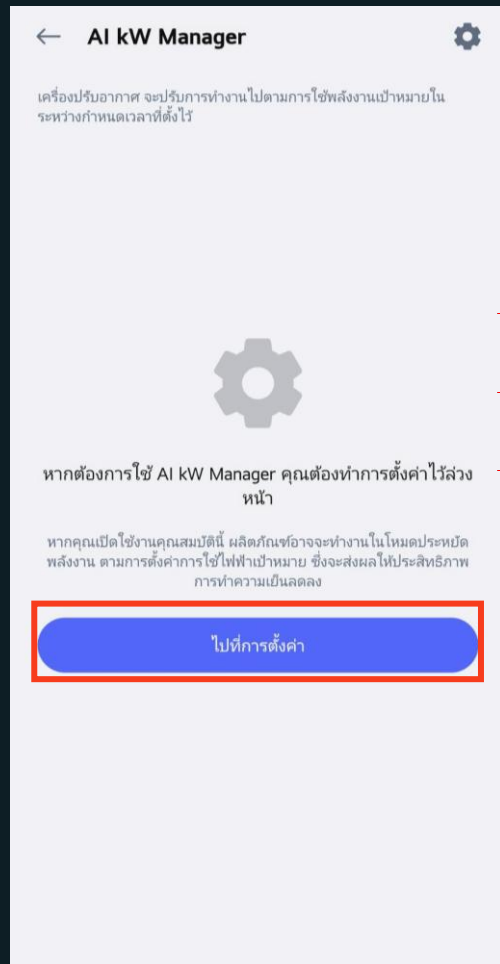 AI kW Manager
เครื่องปรับอากาศ จะปรับการทำงานไปตามการใช้พลังงานเป้าหมายใน
ระหว่างกำหนดเวลาที่ตั้งไว้
หากต้องการใช้ AI kW Manager คุณต้องทำการตั้งค่าไว้ล่วง
หน้า
หากคุณเปิดใช้งานคุณสมบัตินี้ ผลิตภัณฑ์อาจจะทำงานในโหมดประหยัด
พลังงาน ตามการตั้งค่าการใช้ไฟฟ้าเป้าหมาย ซึ่งจะส่งผลให้ประสิทธิภาพ
การทำความเย็นลดลง
ไปที่การตั้งค่า